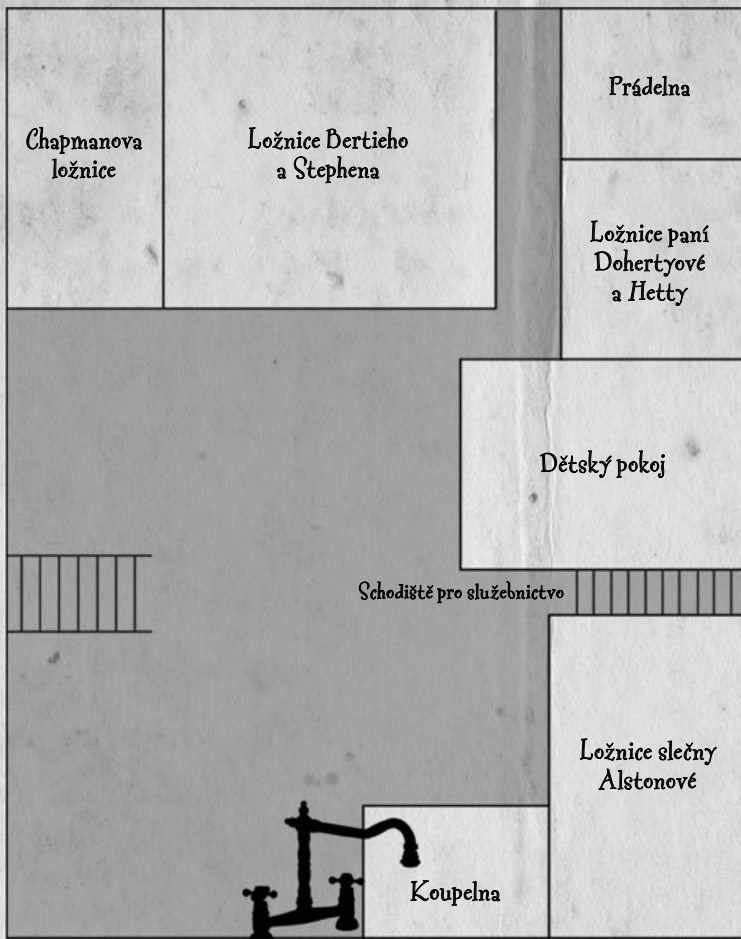 Prádelna
Chapmanova
ložnice
Ložnice Bertieho
a Stephena
Ložnice paní
Dohertyové
a Hetty
Dětský pokoj
Schodiště pro služebnictvo
Ložnice slečny
Alstonové
Koupelna